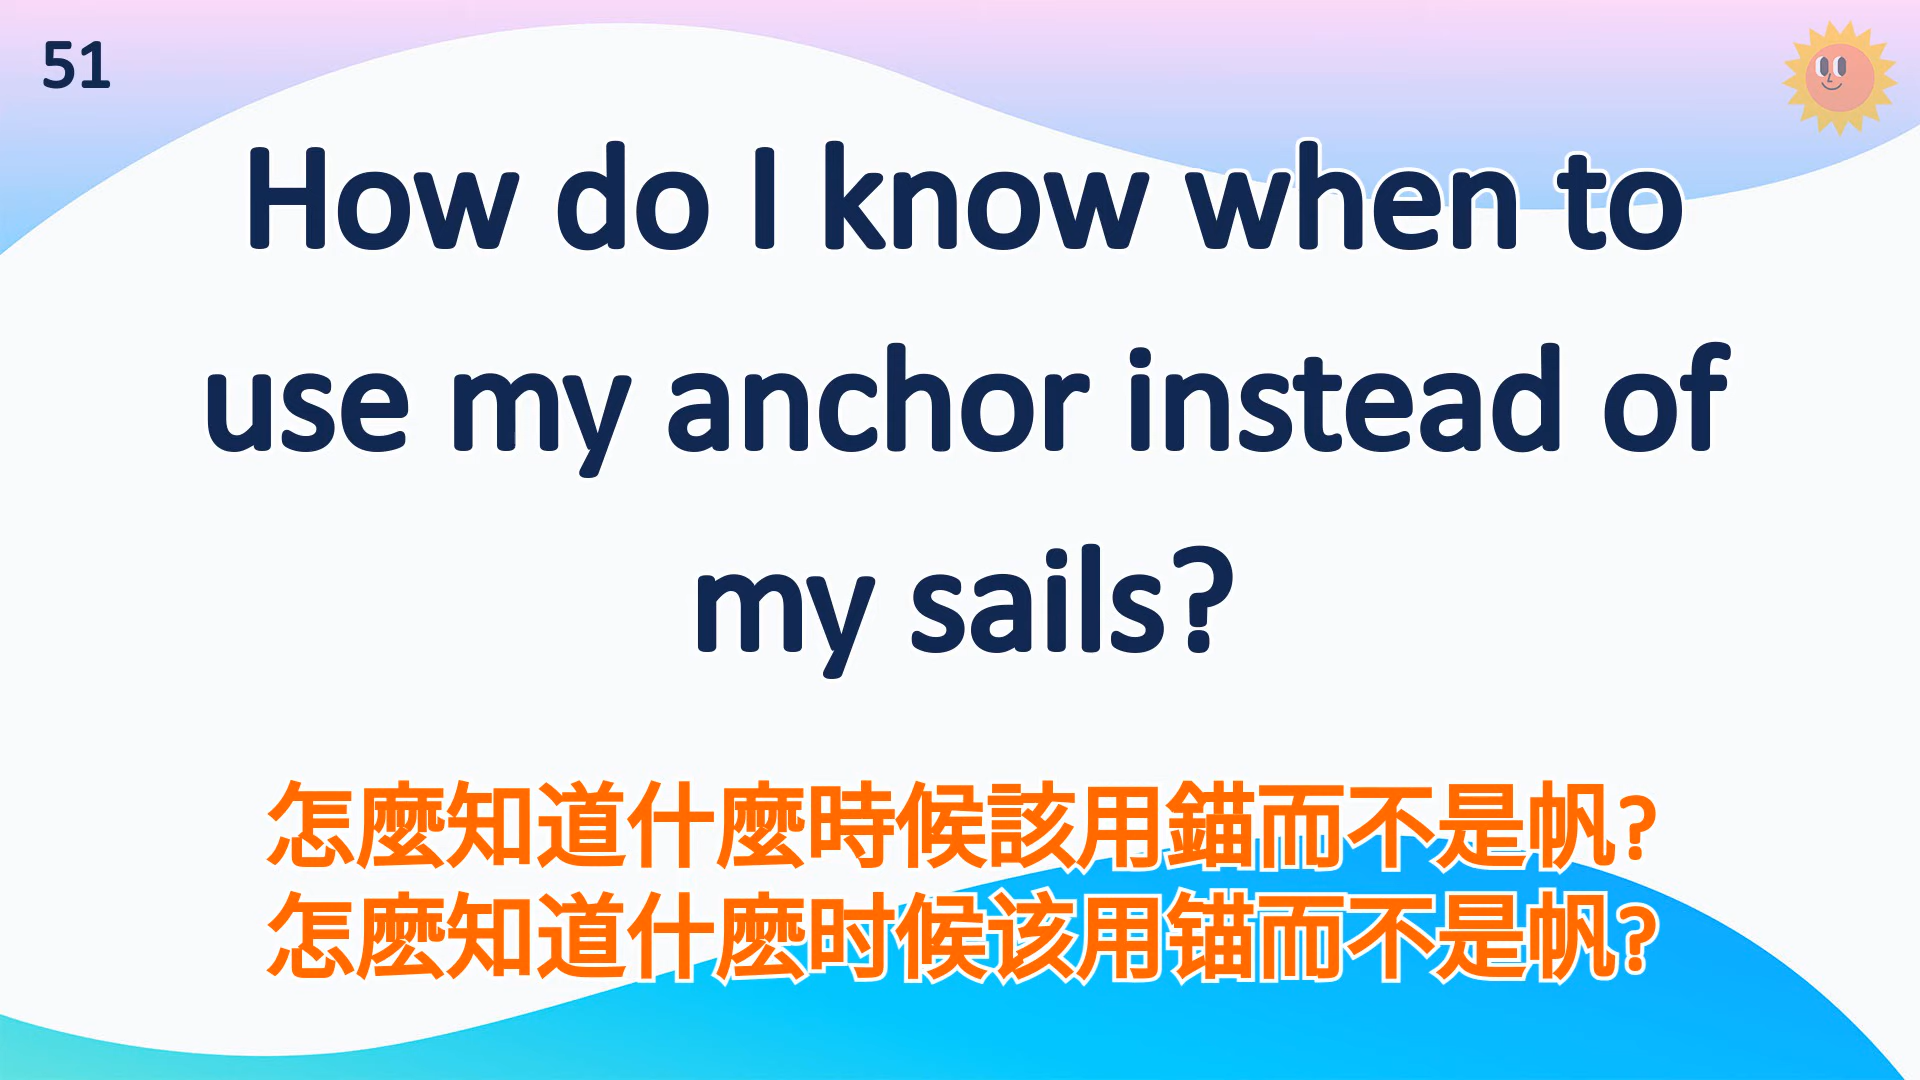 51
How do I know when to
use my anchor instead of
my sails?
怎麼知道什麼時候該用錨而不是帆?
怎麽知道什麽时候该用锚而不是帆?